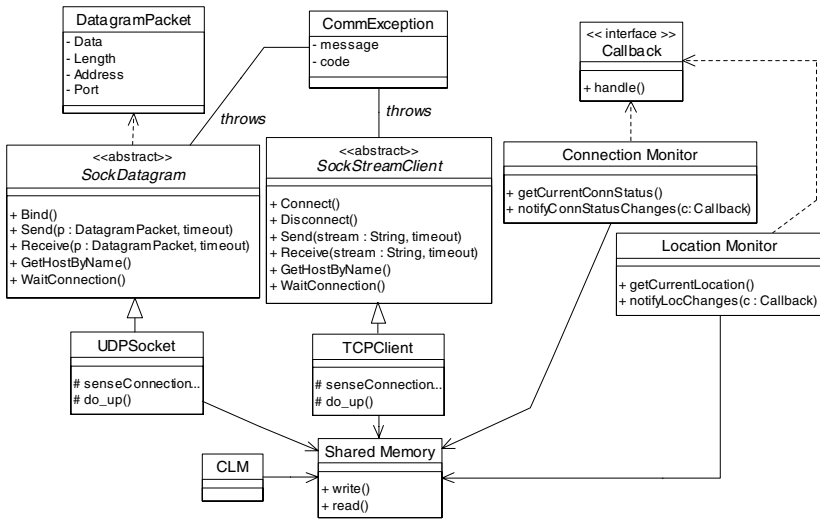 DatagramPacket
- Data
- Length
- Address
- Port
CommException
- message
- code
<< interface >>
Callback
+ handle()
throws
throws
<<abstract>>
SockDatagram
+ Bind()
+ Send(p : DatagramPacket, timeout)
+ Receive(p : DatagramPacket, timeout)
+ GetHostByName()
+ WaitConnection()
<<abstract>>
SockStreamClient
+ Connect()
+ Disconnect()
+ Send(stream : String, timeout)
+ Receive(stream : String, timeout)
+ GetHostByName()
+ WaitConnection()
Connection Monitor
+ getCurrentConnStatus()
+ notifyConnStatusChanges(c: Callback)
Location Monitor
+ getCurrentLocation()
+ notifyLocChanges(c : Callback)
UDPSocket
# senseConnection...
# do_up()
TCPClient
# senseConnection...
# do_up()
CLM
Shared Memory
+ write()
+ read()